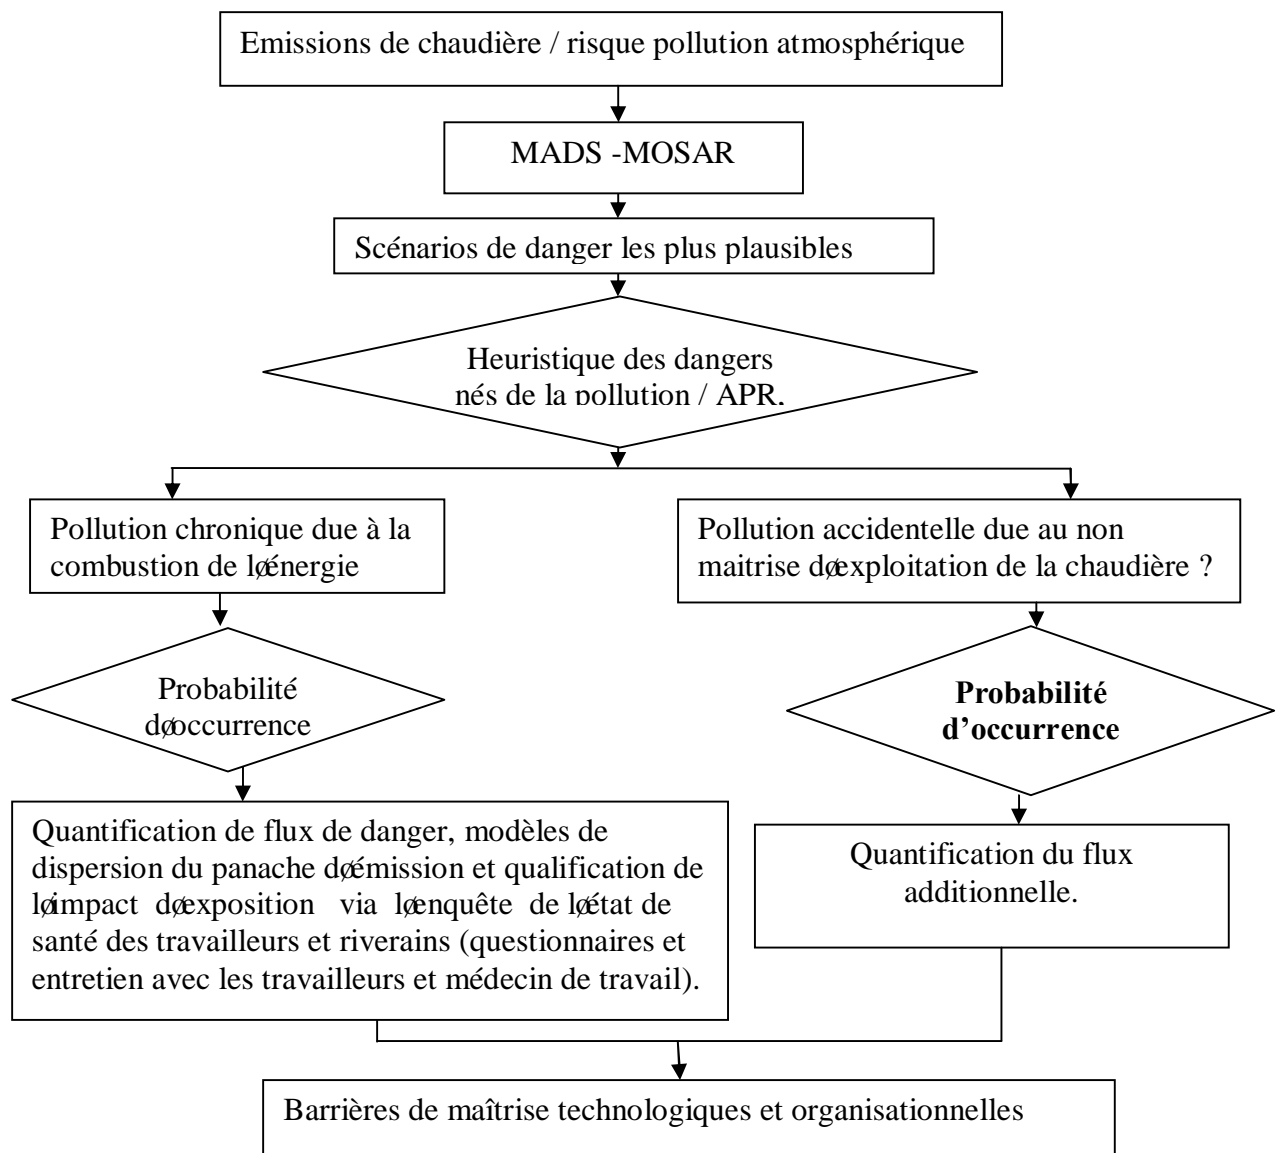 Emissions de chaudière / risque pollution atmosphérique
MADS -MOSAR
Scénarios de danger les plus plausibles
Heuristique des dangers
nés de la pollution / APR.
Pollution chronique due à la
combustion de løénergie
Pollution accidentelle due au non
maitrise døexploitation de la chaudière ?
Probabilité
døoccurrence
Probabilité
d’occurrence
Quantification de flux de danger, modèles de
dispersion du panache døémission et qualification de
løimpact døexposition via løenquête de løétat de
santé des travailleurs et riverains (questionnaires et
entretien avec les travailleurs et médecin de travail).
Quantification du flux
additionnelle.
Barrières de maîtrise technologiques et organisationnelles